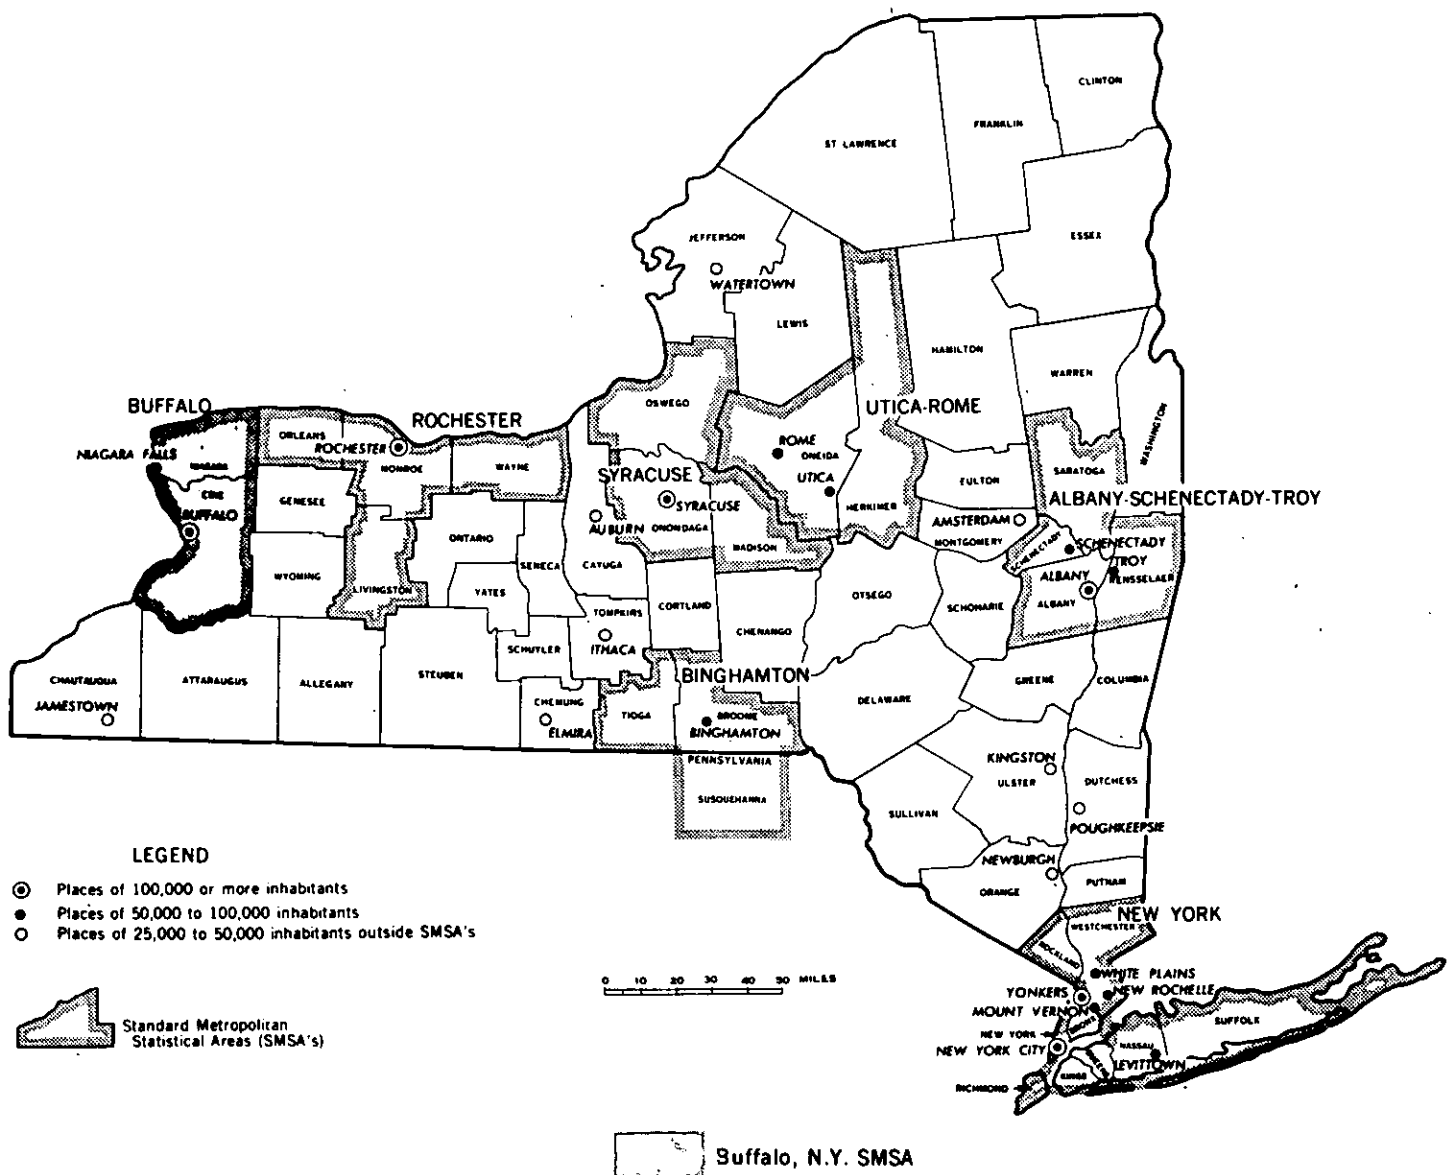 CLINTON
FRANKLIN
ST LAWRENCE
JEFFERSON
ESSEX
WATERTOWN
LEWIS
HAMILTON
WARREN
WASHINGTON
BUFFALO
ROCHESTER
OSWEGO
UTICA-ROME
NIAGARA FALLS
NIAGARA
ORLEANS
ROCHESTER
MONROE
WAYNE
ROME
ONEIDA
UTICA
HERKIMER
SARATOGA
FULTON
ERIE
BUFFALO
GENESEE
SYRACUSE
SYRACUSE
AUBURN
ONONDAGA
MADISON
AMSTERDAM
MONTGOMERY
ALBANY-SCHENECTADY-TROY
SCHENECTADY
SCHENECTADY
TROY
RENSSELAER
ONTARIO
SENECA
CAYUGA
WYOMING
LIVINGSTON
YATES
TOMPKINS
CORTLAND
CHENANGO
OTSEGO
SCHOHARIE
ALBANY
ALBANY
ITHACA
SCHUYLER
STEUBEN
CHAUTAUQUA
ATTARAUGUS
ALLEGANY
JAMESTOWN
CHEMUNG
ELMIRA
TIOGA
BINGHAMTON
BROOME
BINGHAMTON
PENNSYLVANIA
SUSQUEHANNA
DELAWARE
GREENE
COLUMBIA
KINGSTON
ULSTER
DUTCHESS
SULLIVAN
POUGHKEEPSIE
NEWBURGH
ORANGE
PUTNAM
NEW YORK
WESTCHESTER
ROCKLAND
WHITE PLAINS
NEW ROCHELLE
YONKERS
MOUNT VERNON
NEW YORK
BRONX
NEW YORK CITY
SUFFOLK
NASSAU
LEVITTOWN
QUEENS
KINGS
RICHMOND
LEGEND
Places of 100,000 or more inhabitants
Places of 50,000 to 100,000 inhabitants
Places of 25,000 to 50,000 inhabitants outside SMSA's
Standard Metropolitan
Statistical Areas (SMSA's)
0 10 20 30 50 MILES
Buffalo, N.Y. SMSA